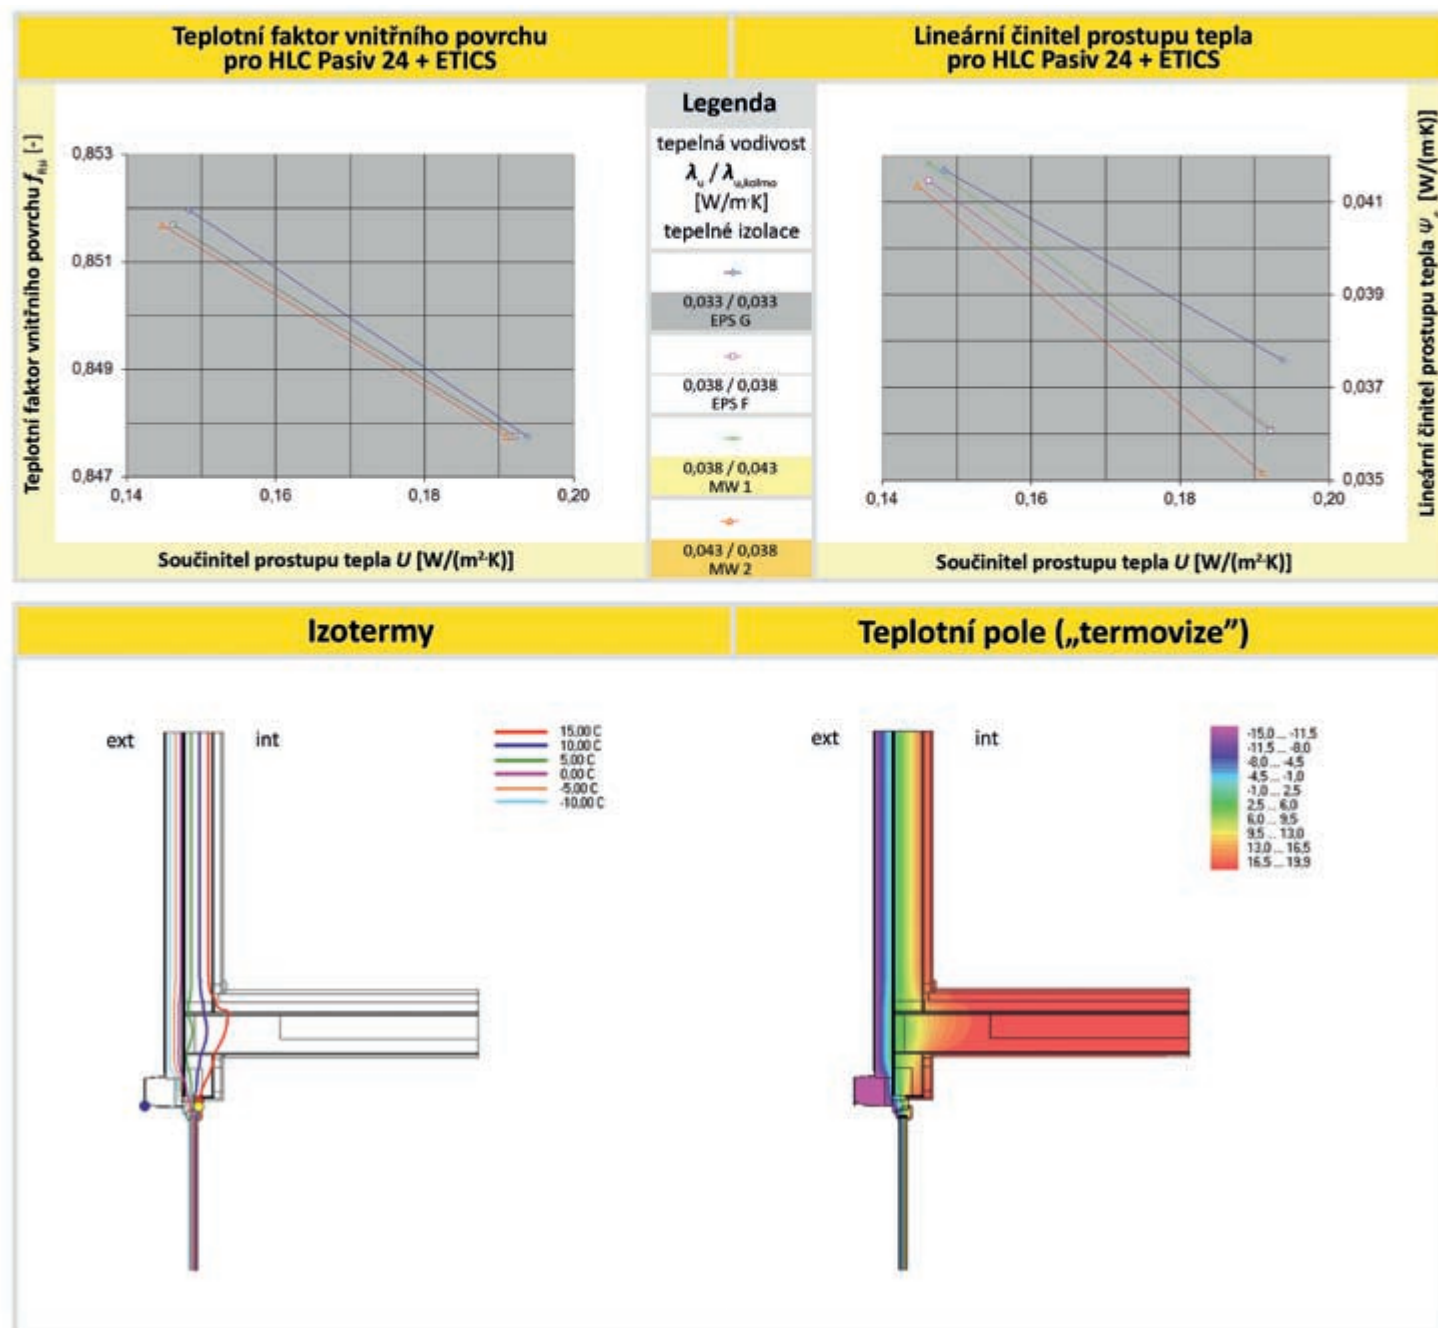 Teplotní faktor vnitřního povrchu
pro HLC Pasiv 24 + ETICS
Lineární činitel prostupu tepla
pro HLC Pasiv 24 + ETICS
Teplotní faktor vnitřního povrchu f [-]
0,853
0,851
0,849
0,847
0,14
0,16
0,18
0,20
Součinitel prostupu tepla U [W/(m²·K)]
Legenda
tepelná vodivost
λu / λu,kolmo
[W/m·K]
tepelné izolace
0,033 / 0,033
EPS G
0,038 / 0,038
EPS F
0,038 / 0,043
MW 1
0,043 / 0,038
MW 2
0,041
0,039
0,037
0,035
0,14
0,16
0,18
0,20
Součinitel prostupu tepla U [W/(m²·K)]
Lineární činitel prostupu tepla Ψ [W/(m·K)]
Izotermy
Teplotní pole („termovize”)
ext
int
15,00 C
10,00 C
5,00 C
0,00 C
-5,00 C
-10,00 C
ext
int
-15,0 ... -11,5
-11,5 ... -8,0
-8,0 ... -4,5
-4,5 ... -1,0
-1,0 ... 2,5
2,5 ... 6,0
6,0 ... 9,5
9,5 ... 13,0
13,0 ... 16,5
16,5 ... 19,9